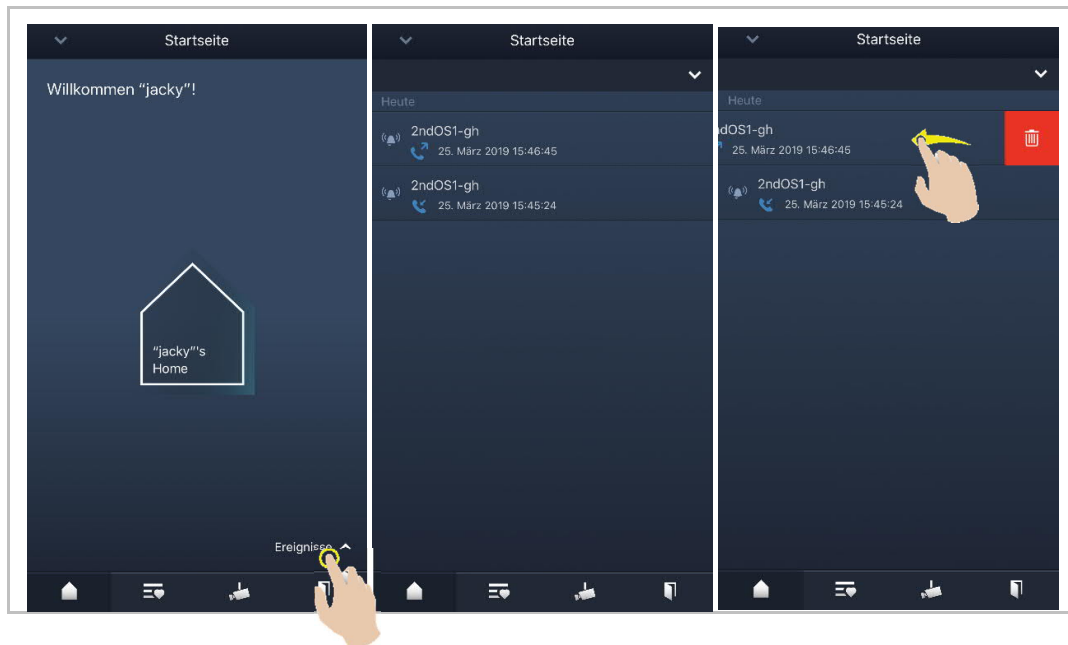 Startseite
Willkommen "jacky"!
"jacky"'s
Home
Ereignisse
Startseite
Heute
2ndOS1-gh
25. März 2019 15:46:45
2ndOS1-gh
25. März 2019 15:45:24
Startseite
Heute
ndOS1-gh
25. März 2019 15:46:45
2ndOS1-gh
25. März 2019 15:45:24